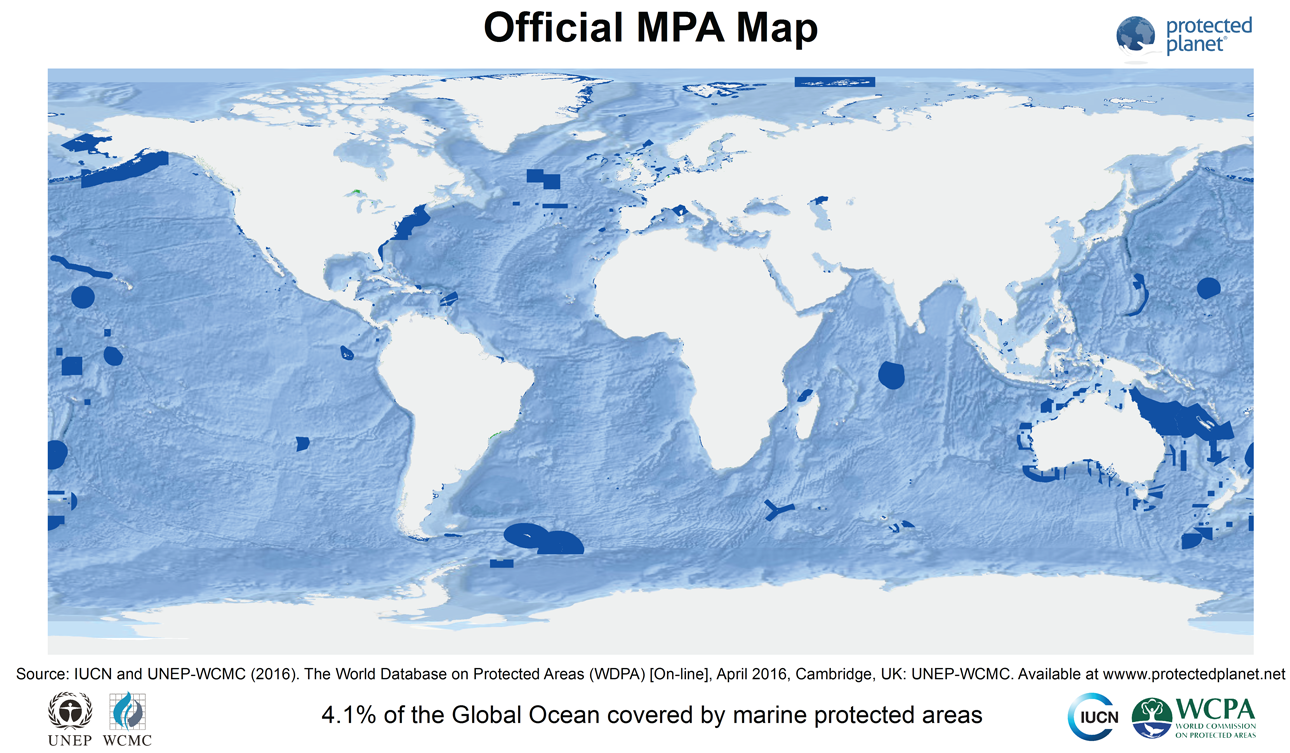 Official MPA Map
protected
planet®
Source: IUCN and UNEP-WCMC (2016). The World Database on Protected Areas (WDPA) [On-line], April 2016, Cambridge, UK: UNEP-WCMC. Available at wwww.protectedplanet.net
UNEP
WCMC
4.1% of the Global Ocean covered by marine protected areas
IUCN
WCPA
WORLD COMMISSION
ON PROTECTED AREAS